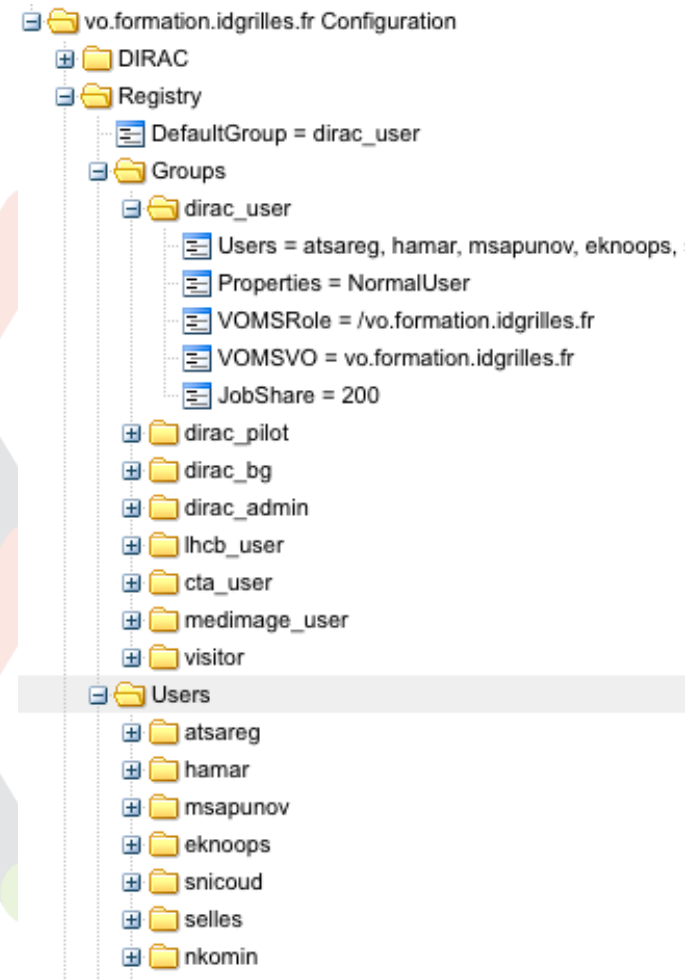 vo.formation.idgrilles.fr Configuration
DIRAC
Registry
DefaultGroup = dirac_user
Groups
dirac_user
Users = atsareg, hamar, msapunov, eknoops,
Properties = NormalUser
VOMSRole = /vo.formation.idgrilles.fr
VOMSVO = vo.formation.idgrilles.fr
JobShare = 200
dirac_pilot
dirac_bg
dirac_admin
lhcb_user
cta_user
medimage_user
visitor
Users
atsareg
hamar
msapunov
eknoops
snicoud
selles
nkomin